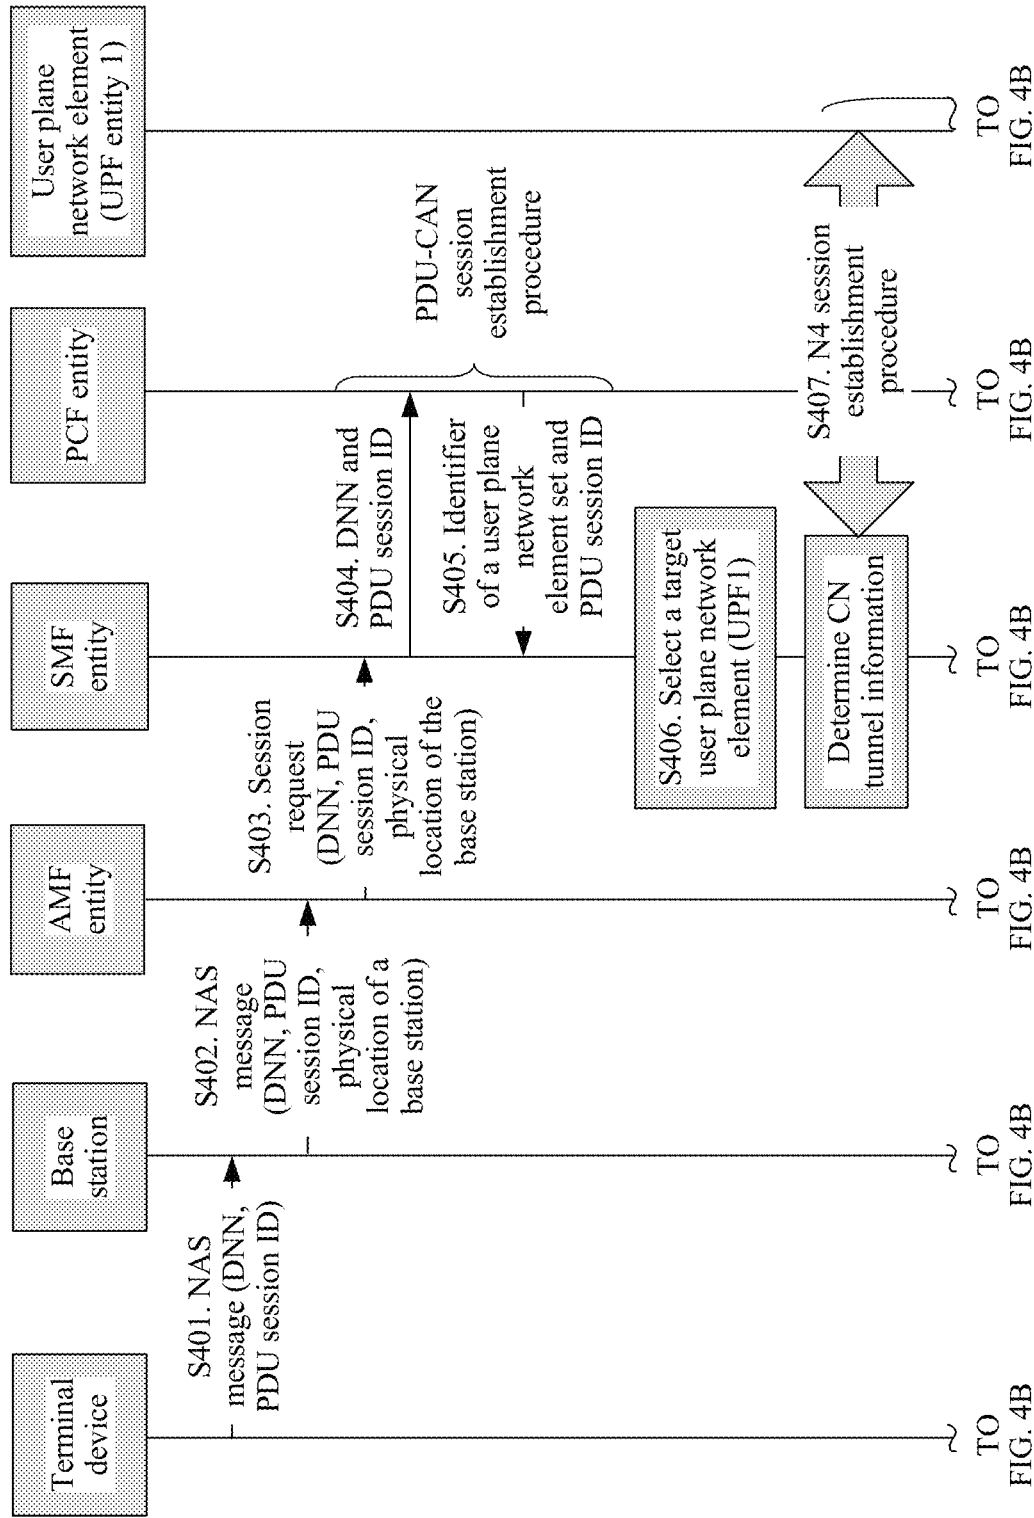 Terminal
device
Base
station
AMF
entity
SMF
entity
PCF entity
User plane
network element
(UPF entity 1)
S401. NAS
message (DNN,
PDU session ID)
S402. NAS
message
(DNN, PDU
session ID,
physical
location of a
base station)
S403. Session
request
(DNN, PDU
session ID,
physical
location of the
base station)
S404. DNN and
PDU session ID
S405. Identifier
of a user plane
network
element set and
PDU session ID
PDU-CAN
session
establishment
procedure
S406. Select a target
user plane network
element (UPF1)
Determine CN
tunnel information
S407. N4 session
establishment
procedure
TO
FIG. 4B
TO
FIG. 4B
TO
FIG. 4B
TO
FIG. 4B
TO
FIG. 4B
TO
FIG. 4B